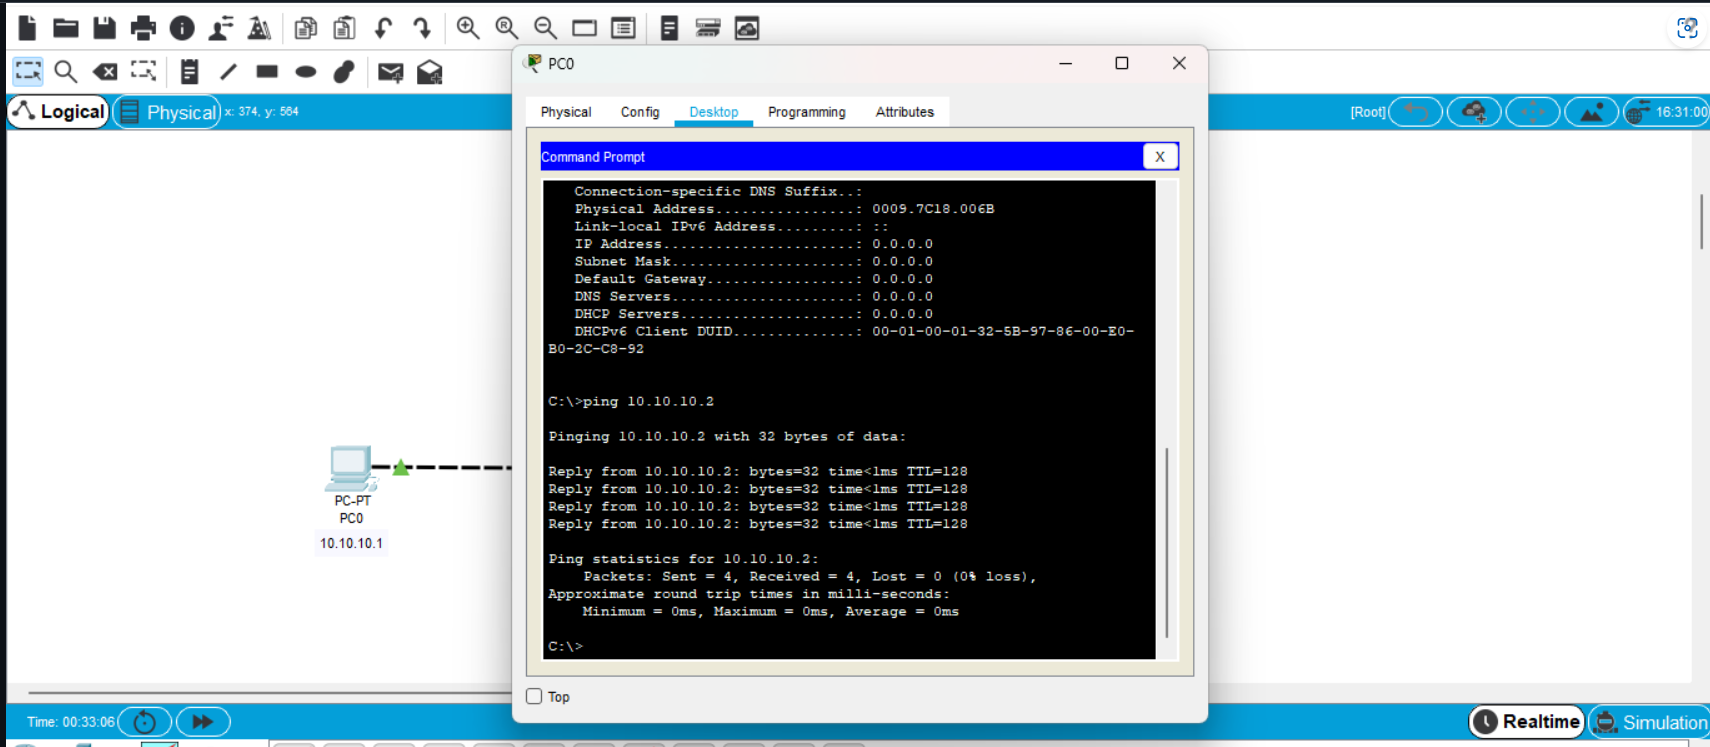 PC0
Physical Config Desktop Programming Attributes
Logical
Physical
x: 374, y: 564
[Root]
16:31:00
Command Prompt
X
Connection-specific DNS Suffix..:
Physical Address................: 0009.7C18.006B
Link-local IPv6 Address.........: ::
IP Address......................: 0.0.0.0
Subnet Mask.....................: 0.0.0.0
Default Gateway.................: 0.0.0.0
DNS Servers.....................: 0.0.0.0
DHCP Servers....................: 0.0.0.0
DHCPv6 Client DUID..............: 00-01-00-01-32-5B-97-86-00-E0-
B0-2C-C8-92
C:\>ping 10.10.10.2
Pinging 10.10.10.2 with 32 bytes of data:
Reply from 10.10.10.2: bytes=32 time<1ms TTL=128
Reply from 10.10.10.2: bytes=32 time<1ms TTL=128
Reply from 10.10.10.2: bytes=32 time<1ms TTL=128
Reply from 10.10.10.2: bytes=32 time<1ms TTL=128
Ping statistics for 10.10.10.2:
Packets: Sent = 4, Received = 4, Lost = 0 (0% loss),
Approximate round trip times in milli-seconds:
Minimum = 0ms, Maximum = 0ms, Average = 0ms
C:\>
PC-PT
PC0
10.10.10.1
Top
Time: 00:33:06
Realtime
Simulation